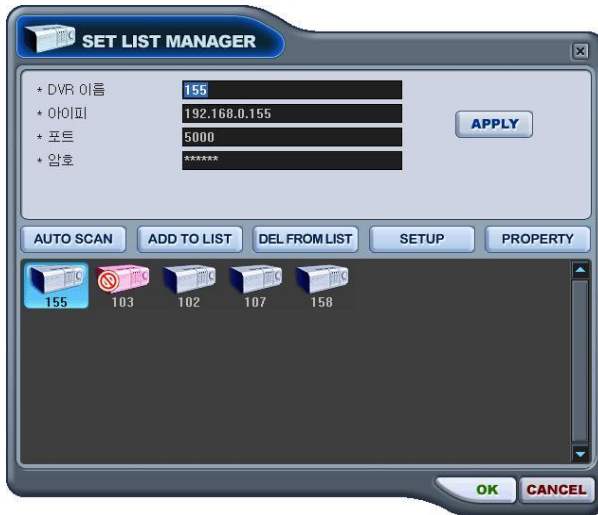 SET LIST MANAGER
* DVR 이름 155
* 아이피 192.168.0.155
* 포트 5000
* 암호 ******
APPLY
AUTO SCAN ADD TO LIST DEL FROM LIST SETUP PROPERTY
155 103 102 107 158
OK CANCEL